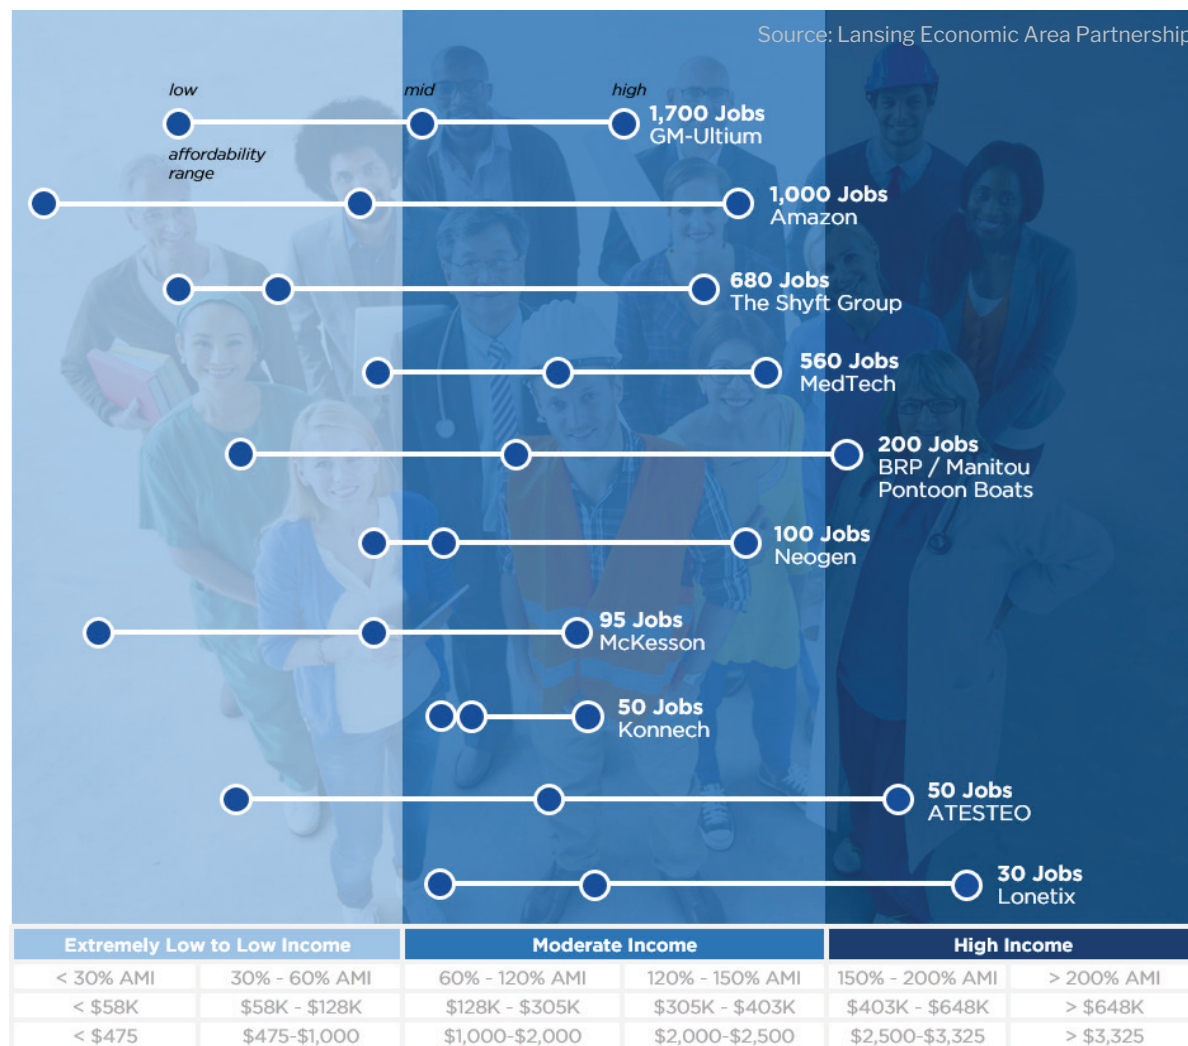 Source: Lansing Economic Area Partnership
low mid high
1,700 Jobs
GM-Ultium
affordability
range
1,000 Jobs
Amazon
680 Jobs
The Shyft Group
560 Jobs
MedTech
200 Jobs
BRP / Manitou
Pontoon Boats
100 Jobs
Neogen
95 Jobs
McKesson
50 Jobs
Konnech
50 Jobs
ATESTEO
30 Jobs
Lonetix
Extremely Low to Low Income Moderate Income High Income
< 30% AMI 30% - 60% AMI 60% - 120% AMI 120% - 150% AMI 150% - 200% AMI > 200% AMI
< $58K $58K - $128K $128K - $305K $305K - $403K $403K - $648K > $648K
< $475 $475-$1,000 $1,000-$2,000 $2,000-$2,500 $2,500-$3,325 > $3,325